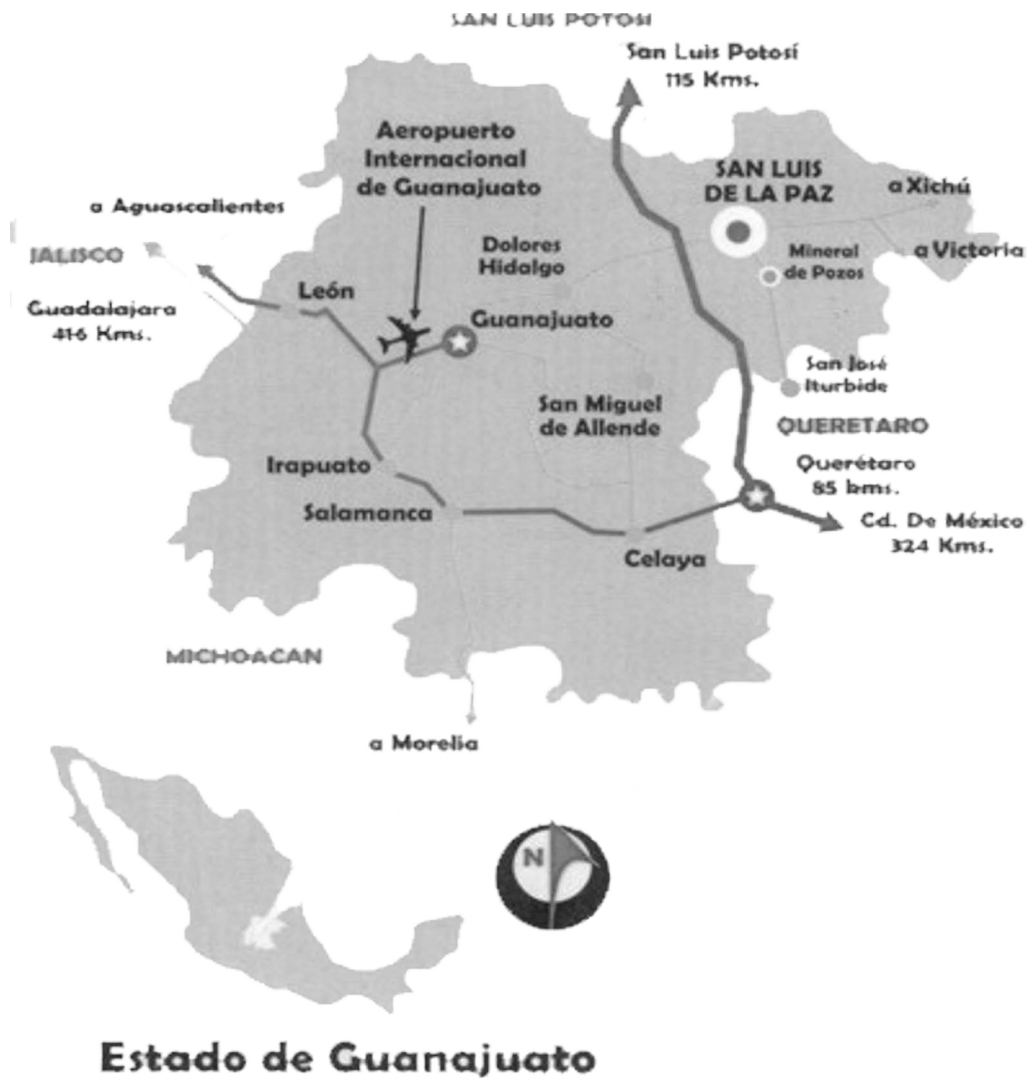 SAN LUIS POTOSI
San Luis Potosí
115 Kms.
Aeropuerto
Internacional
de Guanajuato
SAN LUIS
DE LA PAZ
a Xichú
a Aguascalientes
JALISCO
Dolores
Hidalgo
Mineral
de Pozos
a Victoria
Guadalajara
416 Kms.
León
Guanajuato
San José
Iturbide
San Miguel
de Allende
QUERETARO
Irapuato
Querétaro
85 kms.
Salamanca
Cd. De México
324 Kms.
Celaya
MICHOACAN
a Morelia
N
Estado de Guanajuato